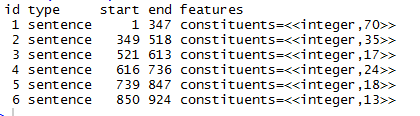 id type start end features
1 sentence 1 347 constituents=<<integer,70>>
2 sentence 349 518 constituents=<<integer,35>>
3 sentence 521 613 constituents=<<integer,17>>
4 sentence 616 736 constituents=<<integer,24>>
5 sentence 739 847 constituents=<<integer,18>>
6 sentence 850 924 constituents=<<integer,13>>